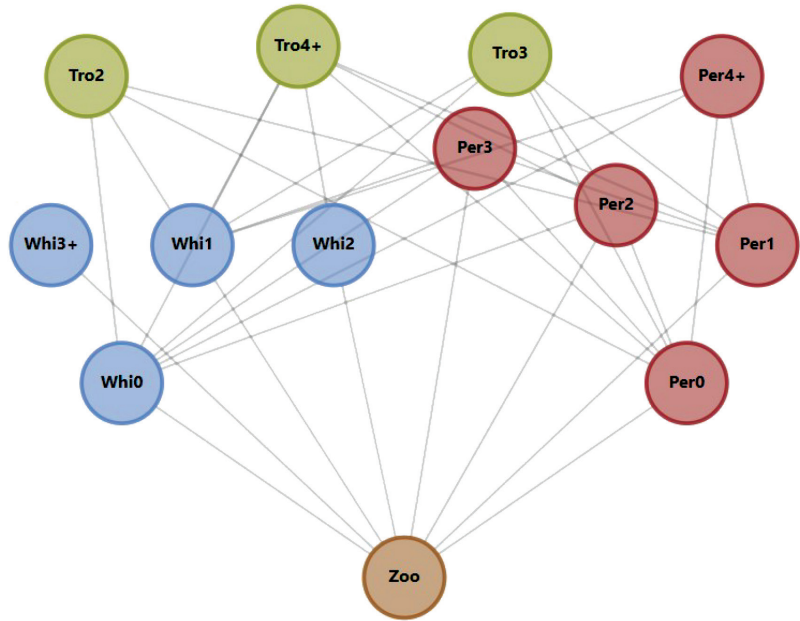 Tro4+
Tro3
Tro2
Per4+
Per3
Per2
Whi3+
Whi1
Whi2
Per1
Whi0
Per0
Zoo